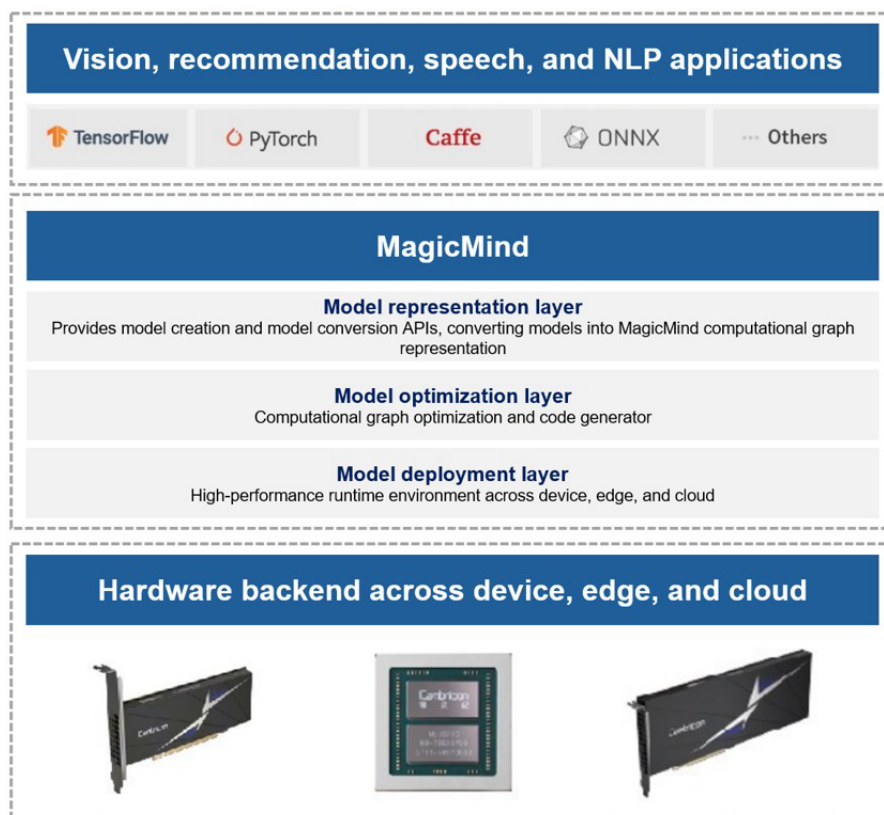 Vision, recommendation, speech, and NLP applications
TensorFlow
PyTorch
Caffe
ONNX
Others
MagicMind
Model representation layer
Provides model creation and model conversion APIs, converting models into MagicMind computational graph
representation
Model optimization layer
Computational graph optimization and code generator
Model deployment layer
High-performance runtime environment across device, edge, and cloud
Hardware backend across device, edge, and cloud
Cambricon
Cambricon
Cambricon